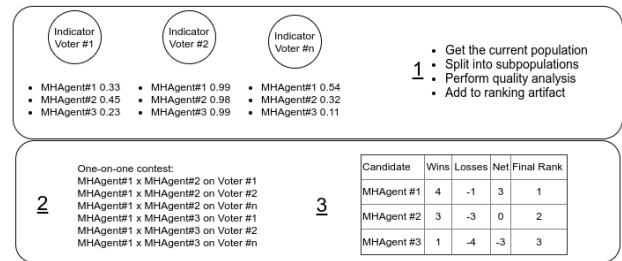 Indicator
Voter #1
Indicator
Voter #2
Indicator
Voter #n
• MHAgent#1 0.33
• MHAgent#2 0.45
• MHAgent#3 0.23
• MHAgent#1 0.99
• MHAgent#2 0.98
• MHAgent#3 0.99
• MHAgent#1 0.54
• MHAgent#2 0.32
• MHAgent#3 0.11
1
• Get the current population
• Split into subpopulations
• Perform quality analysis
• Add to ranking artifact
2
One-on-one contest:
MHAgent#1 x MHAgent#2 on Voter #1
MHAgent#1 x MHAgent#2 on Voter #2
MHAgent#1 x MHAgent#2 on Voter #n
MHAgent#1 x MHAgent#3 on Voter #1
MHAgent#1 x MHAgent#3 on Voter #2
MHAgent#1 x MHAgent#3 on Voter #n
3
Candidate Wins Losses Net Final Rank
MHAgent #1 4 -1 3 1
MHAgent #2 3 -3 0 2
MHAgent #3 1 -4 -3 3